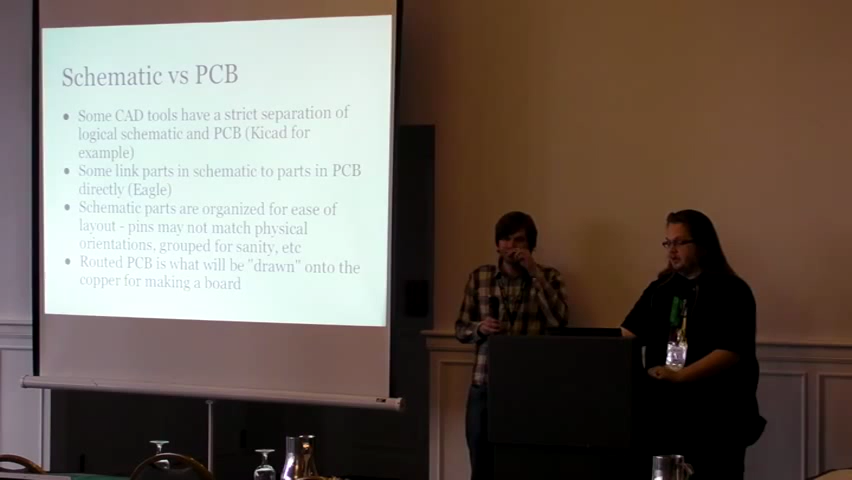 Schematic vs PCB
● Some CAD tools have a strict separation of
logical schematic and PCB (Kicad for
example)
● Some link parts in schematic to parts in PCB
directly (Eagle)
● Schematic parts are organized for ease of
layout - pins may not match physical
orientations, grouped for sanity, etc
● Routed PCB is what will be "drawn" onto the
copper for making a board